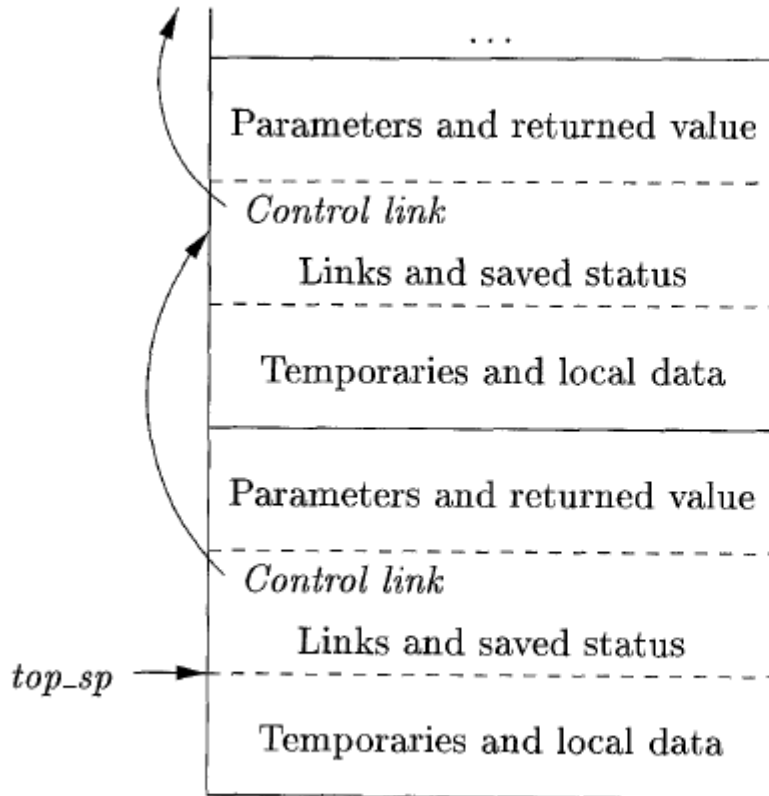 ...
Parameters and returned value
Control link
Links and saved status
Temporaries and local data
Parameters and returned value
Control link
Links and saved status
top_sp
Temporaries and local data